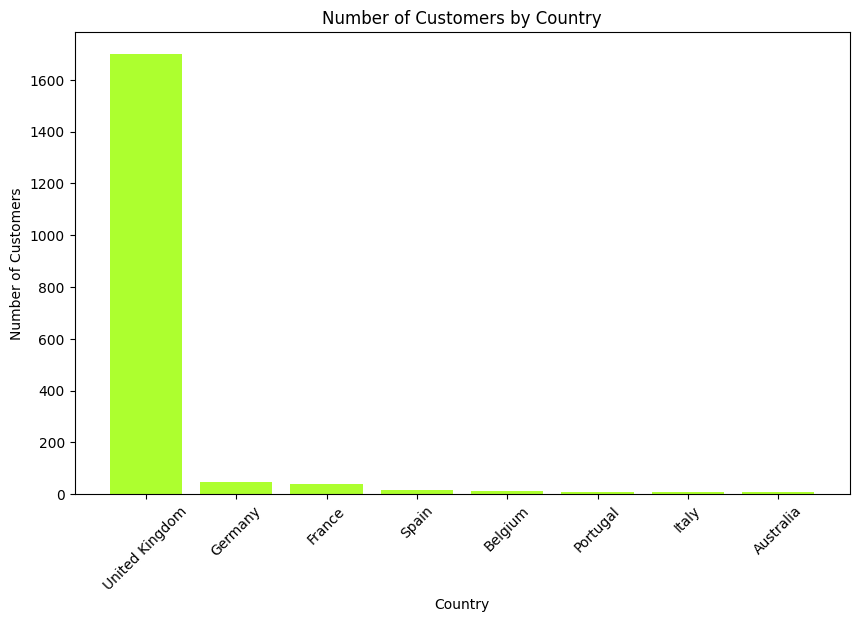 Number of Customers by Country
Number of Customers
1600
1400
1200
1000
800
600
400
200
0
United Kingdom
Germany
France
Spain
Belgium
Portugal
Italy
Australia
Country